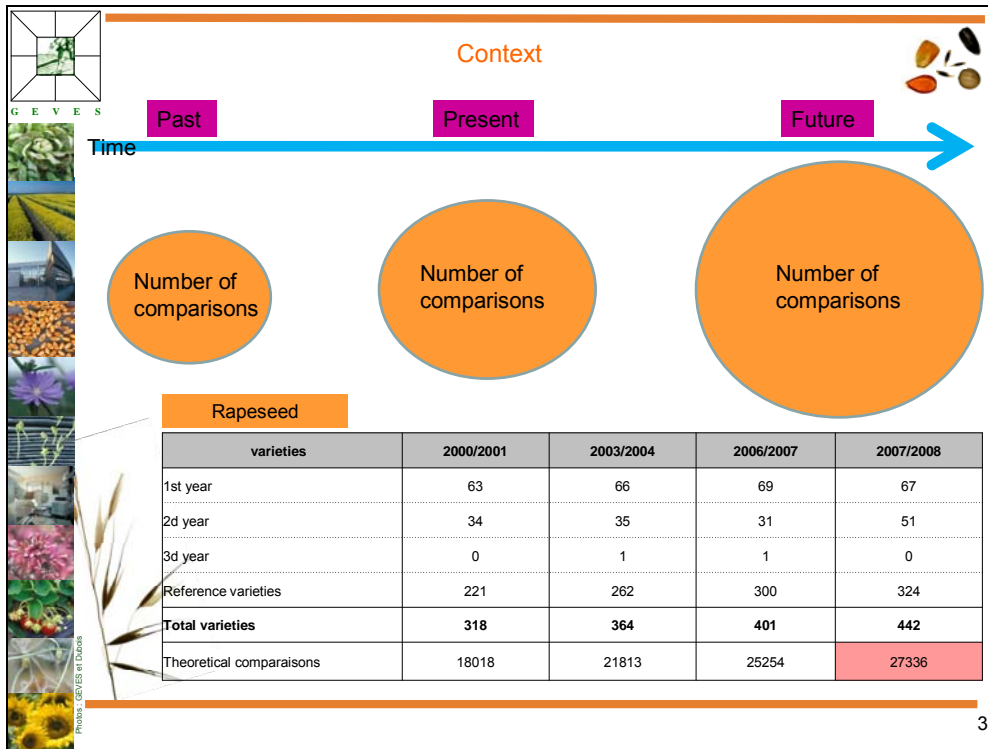 Context
G E V E S
Past
Present
Future
Time
Number of
comparisons
Number of
comparisons
Number of
comparisons
Rapeseed
varieties 2000/2001 2003/2004 2006/2007 2007/2008
1st year 63 66 69 67
2d year 34 35 31 51
3d year 0 1 1 0
Reference varieties 221 262 300 324
Total varieties 318 364 401 442
Theoretical comparaisons 18018 21813 25254 27336
Photos : GEVES et Dubois
3